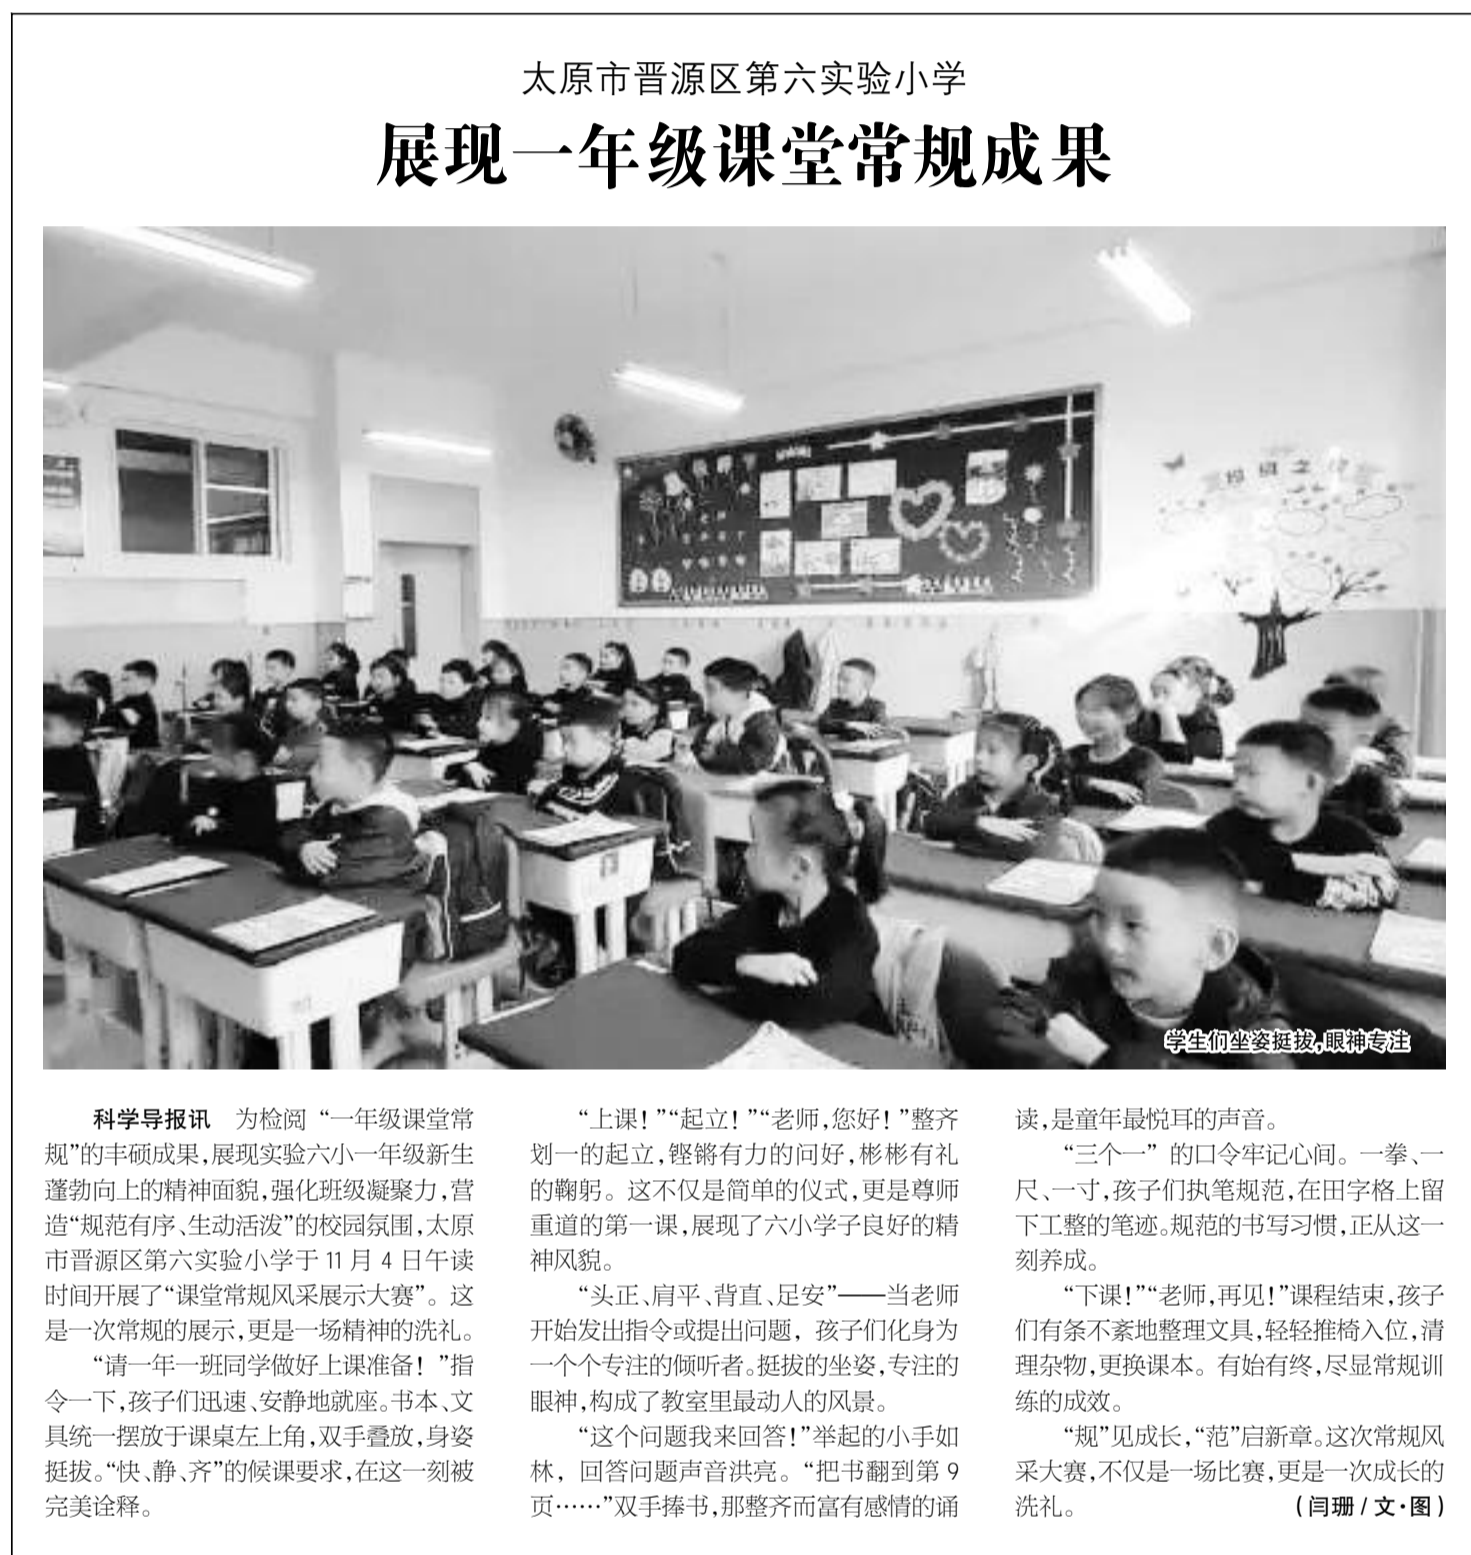 太原市晋源区第六实验小学
展现一年级课堂常规成果
学生们坐姿挺拔,眼神专注
科学导报讯 为检阅“一年级课堂常
规”的丰硕成果,展现实验六小一年级新生
蓬勃向上的精神面貌,强化班级凝聚力,营
造“规范有序、生动活泼”的校园氛围,太原
市晋源区第六实验小学于11月4日午读
时间开展了“课堂常规风采展示大赛”。这
是一次常规的展示,更是一场精神的洗礼。
“请一年一班同学做好上课准备！”指
令一下,孩子们迅速、安静地就座。书本、文
具统一摆放于课桌左上角,双手叠放,身姿
挺拔。“快、静、齐”的候课要求,在这一刻被
完美诠释。
“上课！”“起立！”“老师,您好！”整齐
划一的起立,铿锵有力的问好,彬彬有礼
的鞠躬。这不仅是简单的仪式,更是尊师
重道的第一课,展现了六小学子良好的精
神风貌。
“头正、肩平、背直、足安”——当老师
开始发出指令或提出问题,孩子们化身为
一个个专注的倾听者。挺拔的坐姿,专注的
眼神,构成了教室里最动人的风景。
“这个问题我来回答！”举起的小手如
林,回答问题声音洪亮。“把书翻到第9
页……”双手捧书,那整齐而富有感情的诵
读,是童年最悦耳的声音。
“三个一”的口令牢记心间。一拳、一
尺、一寸,孩子们执笔规范,在田字格上留
下工整的笔迹。规范的书写习惯,正从这一
刻养成。
“下课！”“老师,再见！”课程结束,孩子
们有条不紊地整理文具,轻轻推椅入位,清
理杂物,更换课本。有始有终,尽显常规训
练的成效。
“规”见成长,“范”启新章。这次常规风
采大赛,不仅是一场比赛,更是一次成长的
洗礼。 (闫珊/文·图)